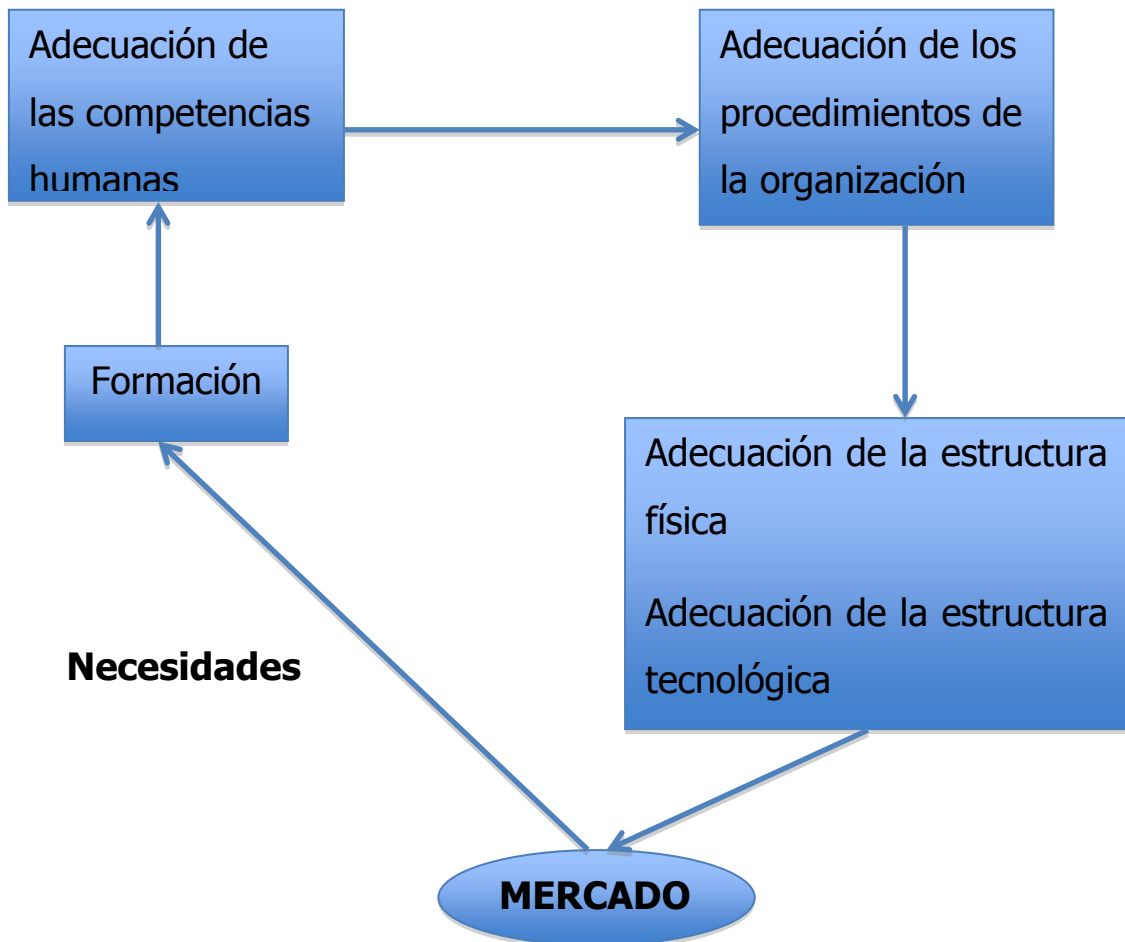 Adecuación de
las competencias
humanas
Adecuación de los
procedimientos de
la organización
Formación
Adecuación de la estructura
física
Adecuación de la estructura
tecnológica
Necesidades
MERCADO